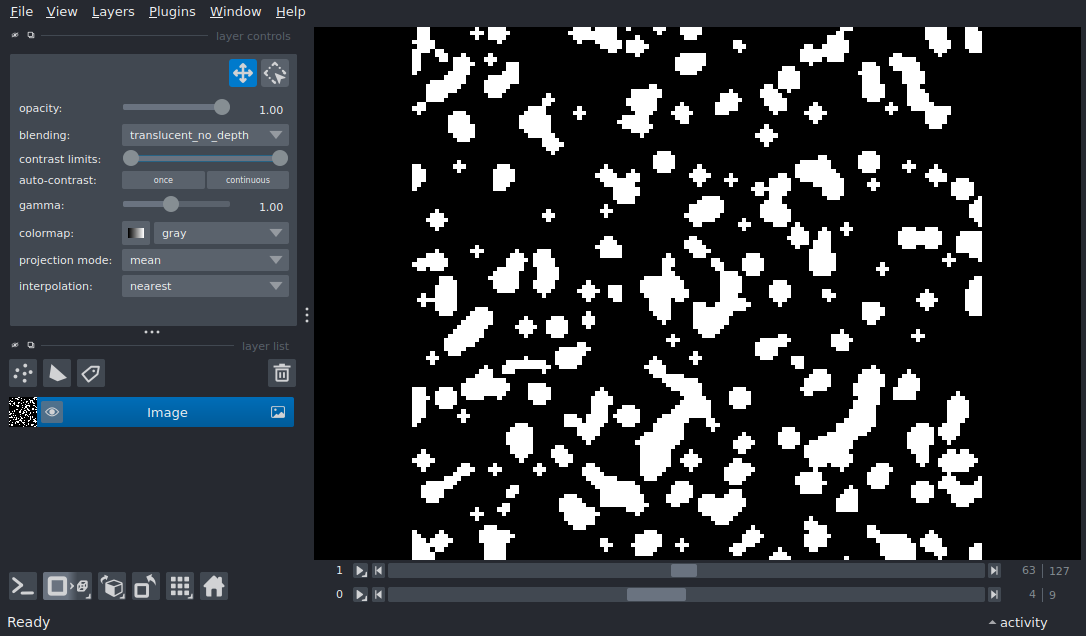 File View Layers Plugins Window Help
layer controls
opacity: 1.00
blending: translucent_no_depth
contrast limits:
auto-contrast: once continuous
gamma: 1.00
colormap: gray
projection mode: mean
interpolation: nearest
layer list
Image
1 63 127
0 4 9
Ready activity